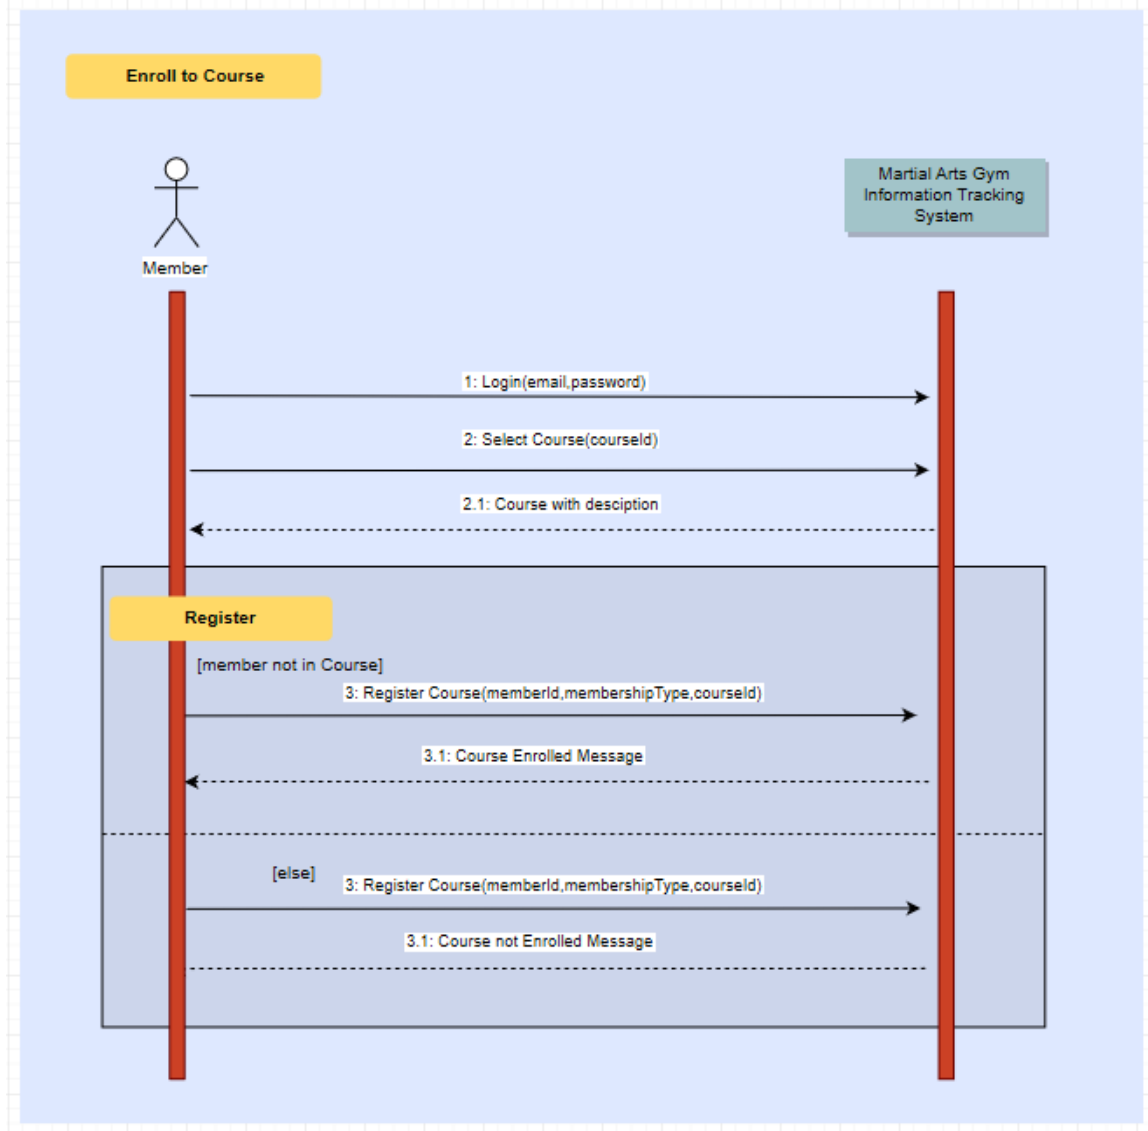 Enroll to Course
Martial Arts Gym
Information Tracking
System
Member
1: Login(email,password)
2: Select Course(courseId)
2.1: Course with desciption
Register
[member not in Course]
3: Register Course(memberId,membershipType,courseId)
3.1: Course Enrolled Message
[else]
3: Register Course(memberId,membershipType,courseId)
3.1: Course not Enrolled Message